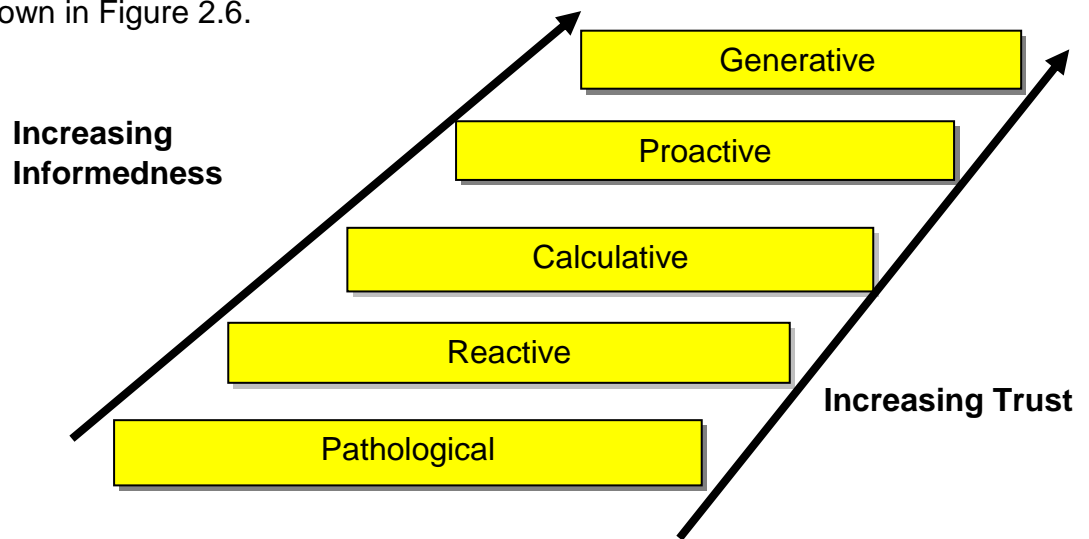 own in Figure 2.6.
Generative
Increasing
Informedness
Proactive
Calculative
Reactive
Increasing Trust
Pathological